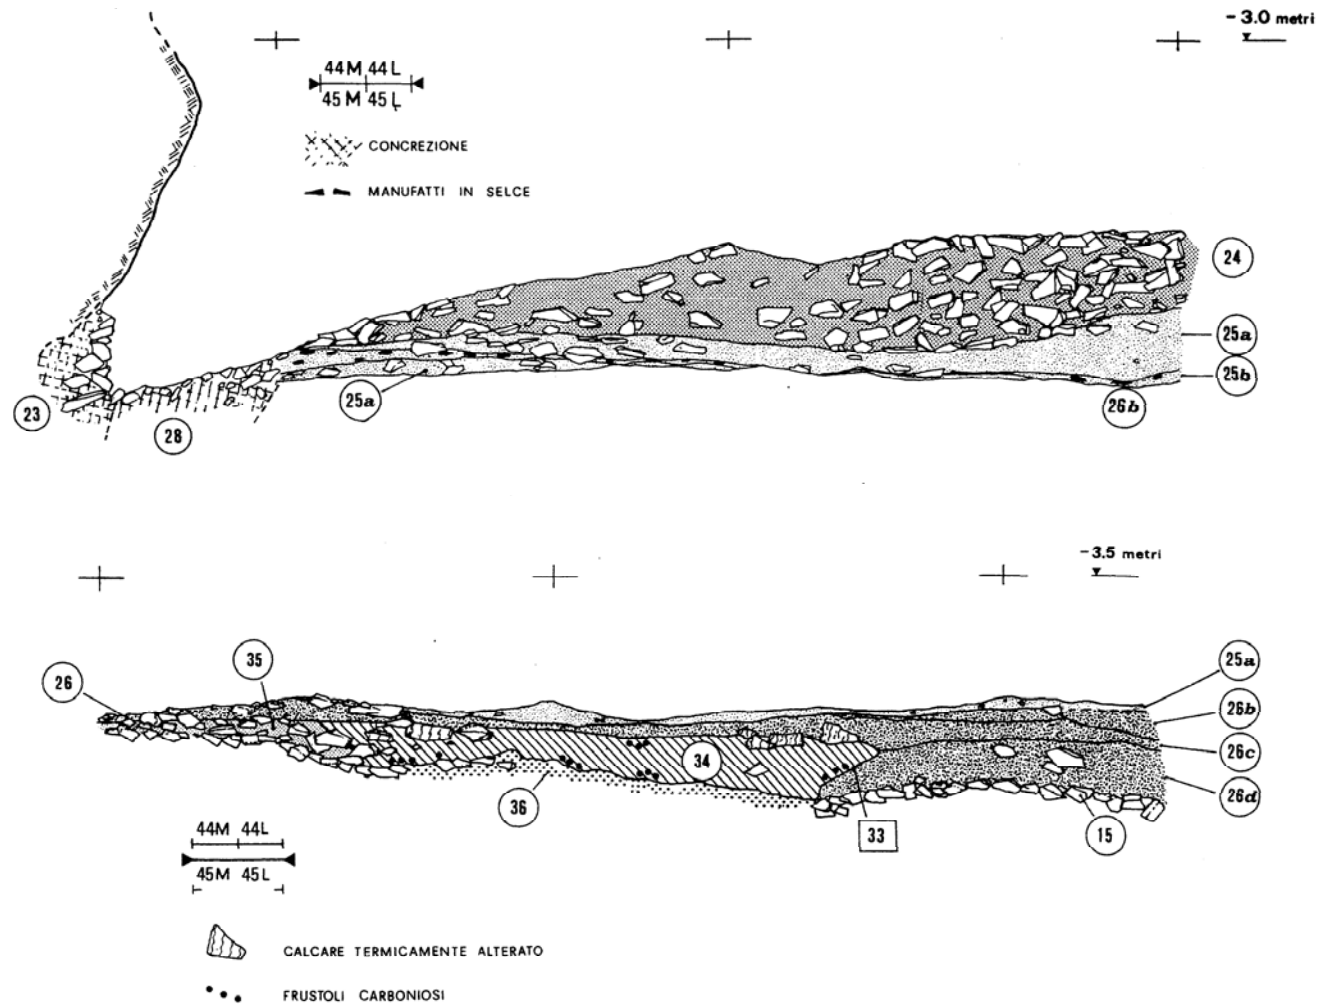 - 3.0 metri
44M 44L
45M 45L
CONCREZIONE
MANUFATTI IN SELCE
24
25a
25b
23
28
25a
26b
- 3.5 metri
26
35
25a
26b
26c
34
26d
36
33
15
44M 44L
45M 45L
CALCARE TERMICAMENTE ALTERATO
FRUSTOLI CARBONIOSI